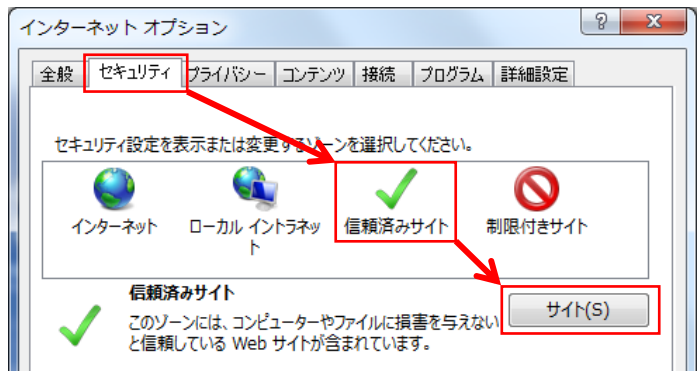 インターネット オプション
全般 セキュリティ プライバシー コンテンツ 接続 プログラム 詳細設定
セキュリティ設定を表示または変更するゾーンを選択してください。
インターネット ローカル イントラネット 信頼済みサイト 制限付きサイト
信頼済みサイト
サイト(S)
このゾーンには、コンピューターやファイルに損害を与えない
と信頼している Web サイトが含まれています。